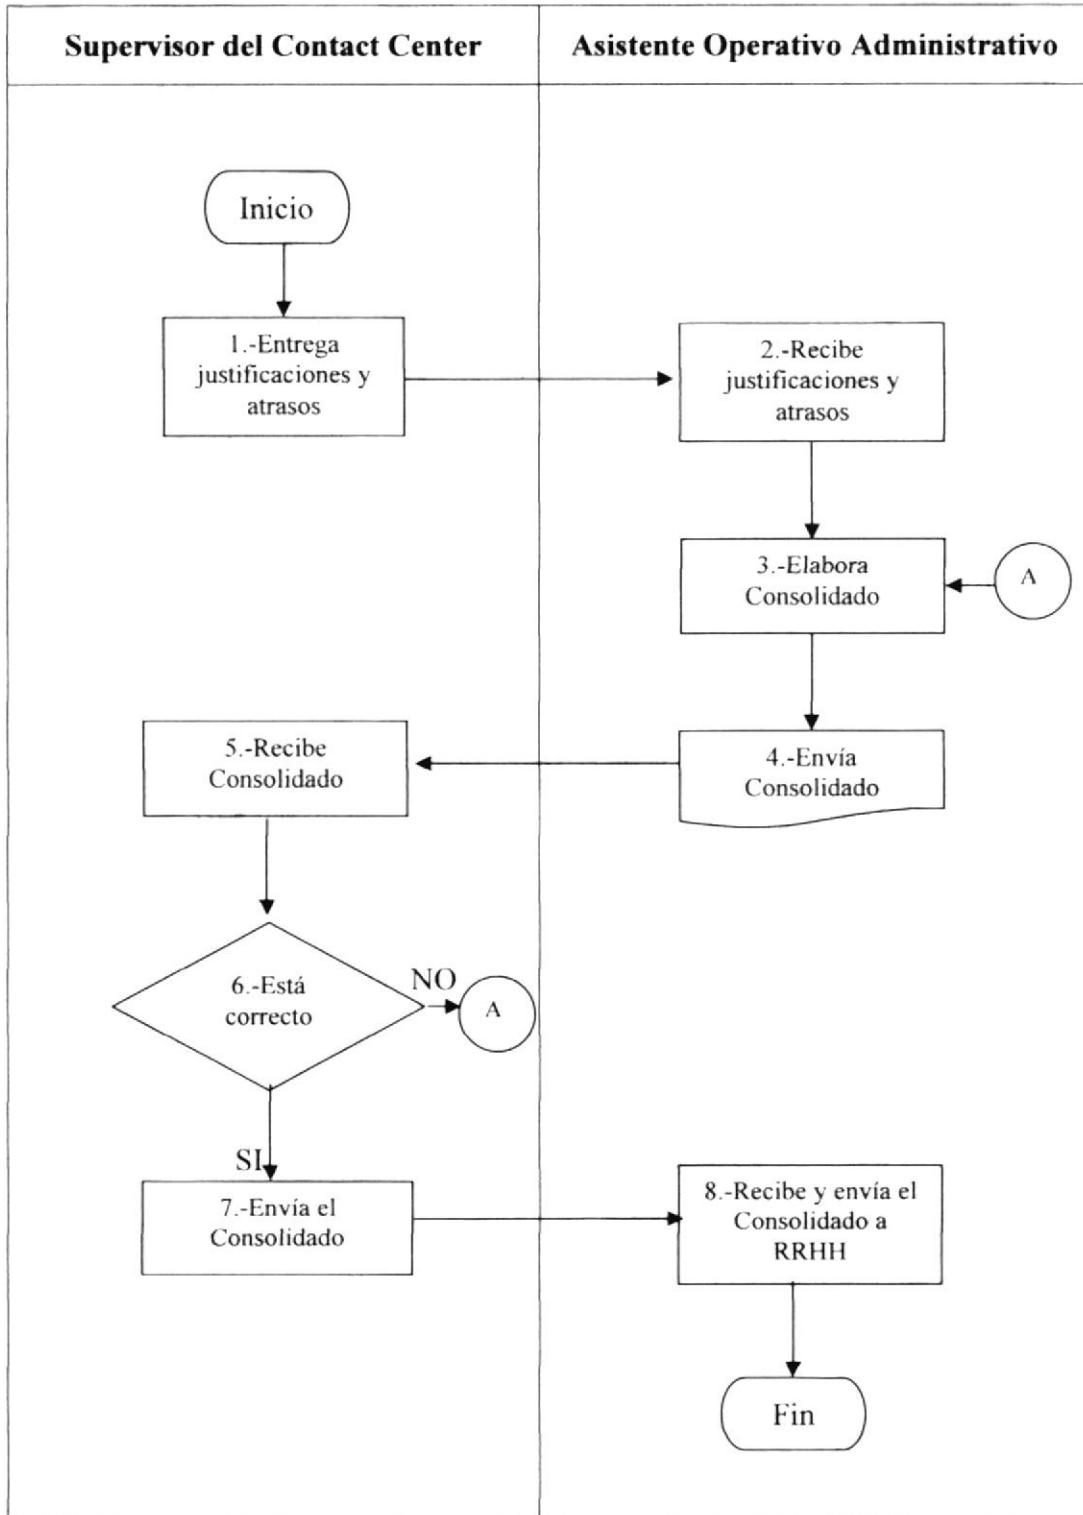 Supervisor del Contact Center
Asistente Operativo Administrativo
Inicio
1.-Entrega
justificaciones y
atrasos
2.-Recibe
justificaciones y
atrasos
3.-Elabora
Consolidado
A
5.-Recibe
Consolidado
4.-Envía
Consolidado
6.-Está
correcto
NO
A
SI
7.-Envía el
Consolidado
8.-Recibe y envía el
Consolidado a
RRHH
Fin